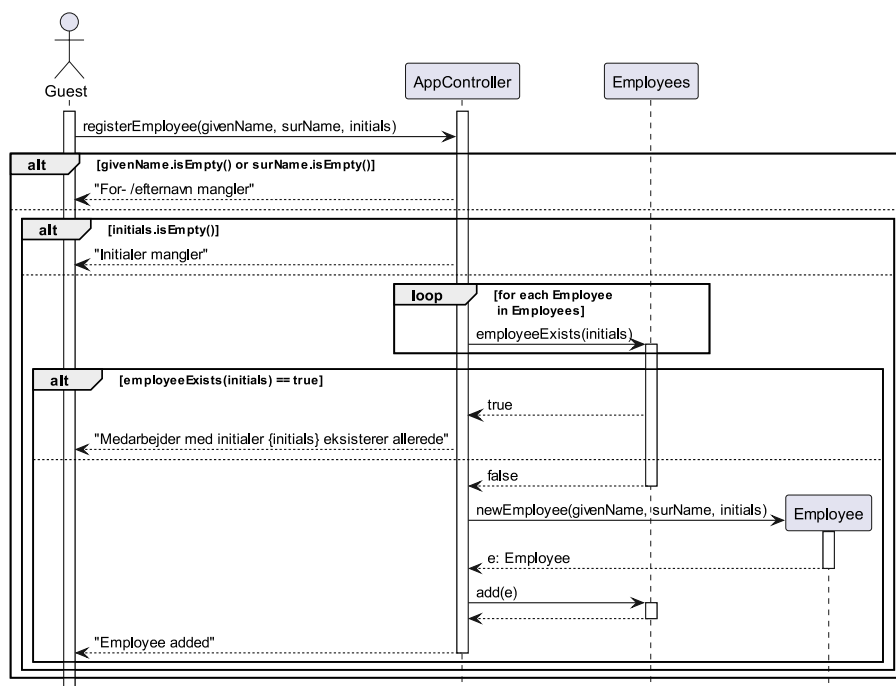 Guest
AppController
Employees
registerEmployee(givenName, surName, initials)
alt
[givenName.isEmpty() or surName.isEmpty()]
"For- /efternavn mangler"
alt
[initials.isEmpty()]
"Initialer mangler"
loop
[for each Employee
in Employees]
employeeExists(initials)
alt
[employeeExists(initials) == true]
true
"Medarbejder med initialer {initials} eksisterer allerede"
false
newEmployee(givenName, surName, initials)
Employee
e: Employee
add(e)
"Employee added"